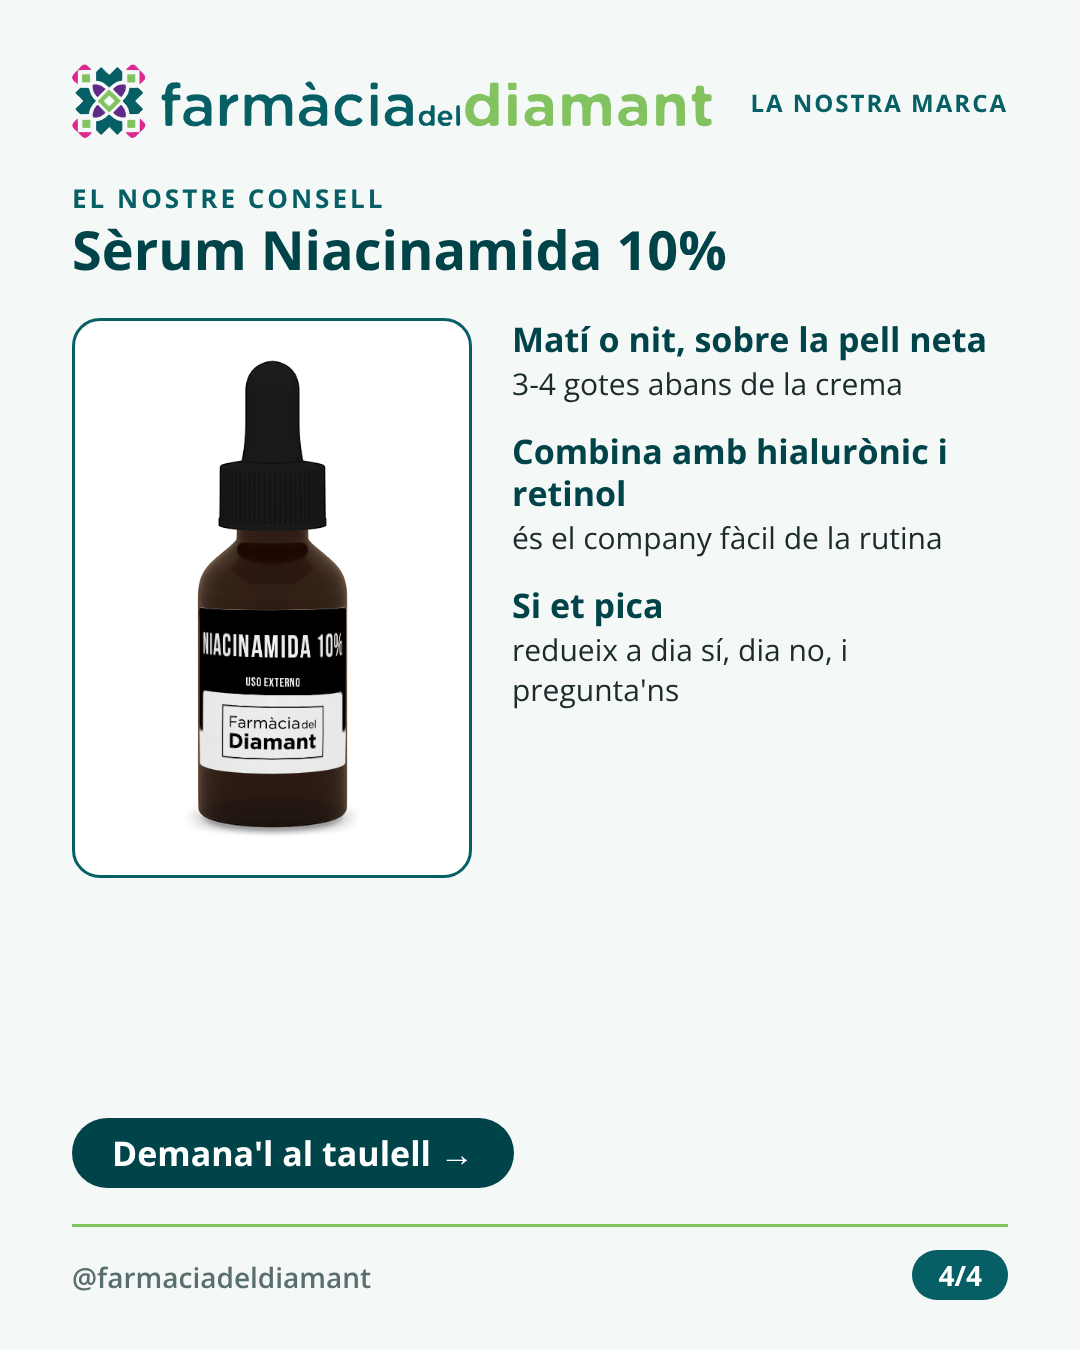 farmàciadeldiamant
LA NOSTRA MARCA
EL NOSTRE CONSELL
Sèrum Niacinamida 10%
NIACINAMIDA 10%
USO EXTERNO
Farmàciadel
Diamant
Matí o nit, sobre la pell neta
3-4 gotes abans de la crema
Combina amb hialurònic i
retinol
és el company fàcil de la rutina
Si et pica
redueix a dia sí, dia no, i
pregunta'ns
Demana'l al taulell →
@farmaciadeldiamant
4/4